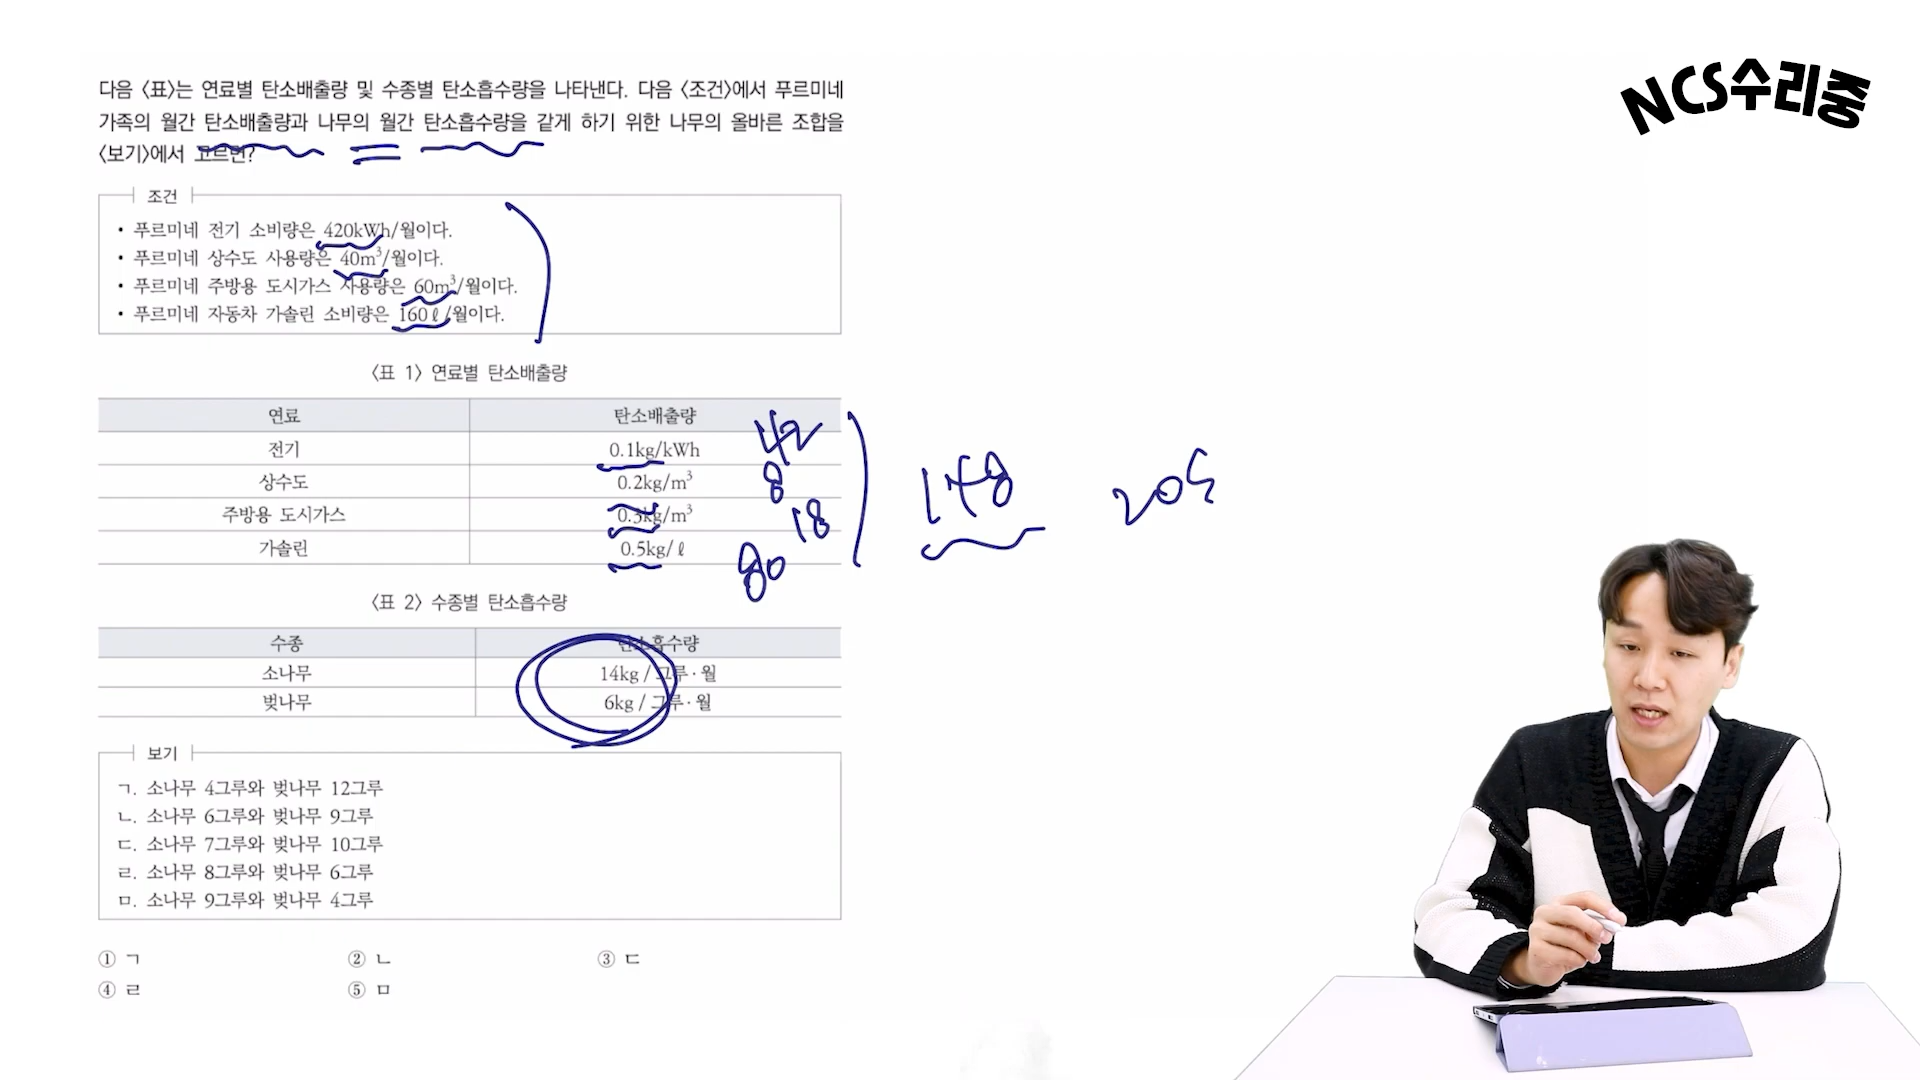 NCS수리중
다음 〈표〉는 연료별 탄소배출량 및 수종별 탄소흡수량을 나타낸다. 다음 〈조건〉에서 푸르미네
가족의 월간 탄소배출량과 나무의 월간 탄소흡수량을 같게 하기 위한 나무의 올바른 조합을
〈보기〉에서 고르면?
조건
• 푸르미네 전기 소비량은 420kWh/월이다.
• 푸르미네 상수도 사용량은 40m³/월이다.
• 푸르미네 주방용 도시가스 사용량은 60m³/월이다.
• 푸르미네 자동차 가솔린 소비량은 160ℓ/월이다.
〈표 1〉 연료별 탄소배출량
연료 탄소배출량
전기 0.1kg/kWh 42
상수도 0.2kg/m³ 8
주방용 도시가스 0.3kg/m³ 18
가솔린 0.5kg/ℓ 80
148
〈표 2〉 수종별 탄소흡수량
수종 탄소흡수량
소나무 14kg/그루·월
벚나무 6kg/그루·월
보기
ㄱ. 소나무 4그루와 벚나무 12그루
ㄴ. 소나무 6그루와 벚나무 9그루
ㄷ. 소나무 7그루와 벚나무 10그루
ㄹ. 소나무 8그루와 벚나무 6그루
ㅁ. 소나무 9그루와 벚나무 4그루
① ㄱ ② ㄴ ③ ㄷ
④ ㄹ ⑤ ㅁ